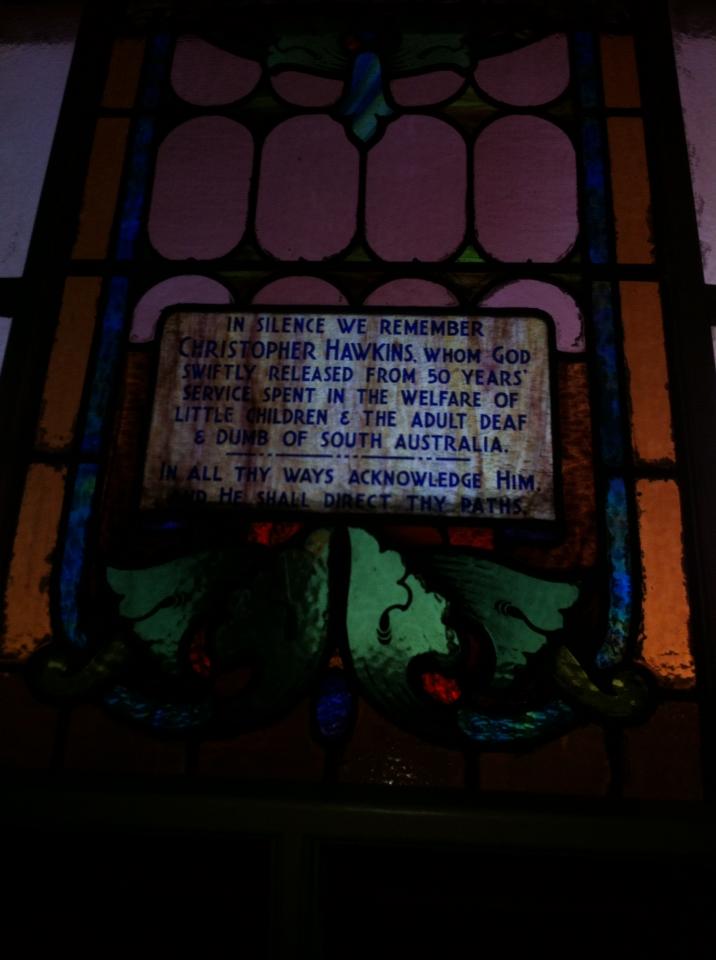 IN SILENCE WE REMEMBER
CHRISTOPHER HAWKINS, WHOM GOD
SWIFTLY RELEASED FROM 50 YEARS'
SERVICE SPENT IN THE WELFARE OF
LITTLE CHILDREN & THE ADULT DEAF
& DUMB OF SOUTH AUSTRALIA.
IN ALL THY WAYS ACKNOWLEDGE HIM,
AND HE SHALL DIRECT THY PATHS.